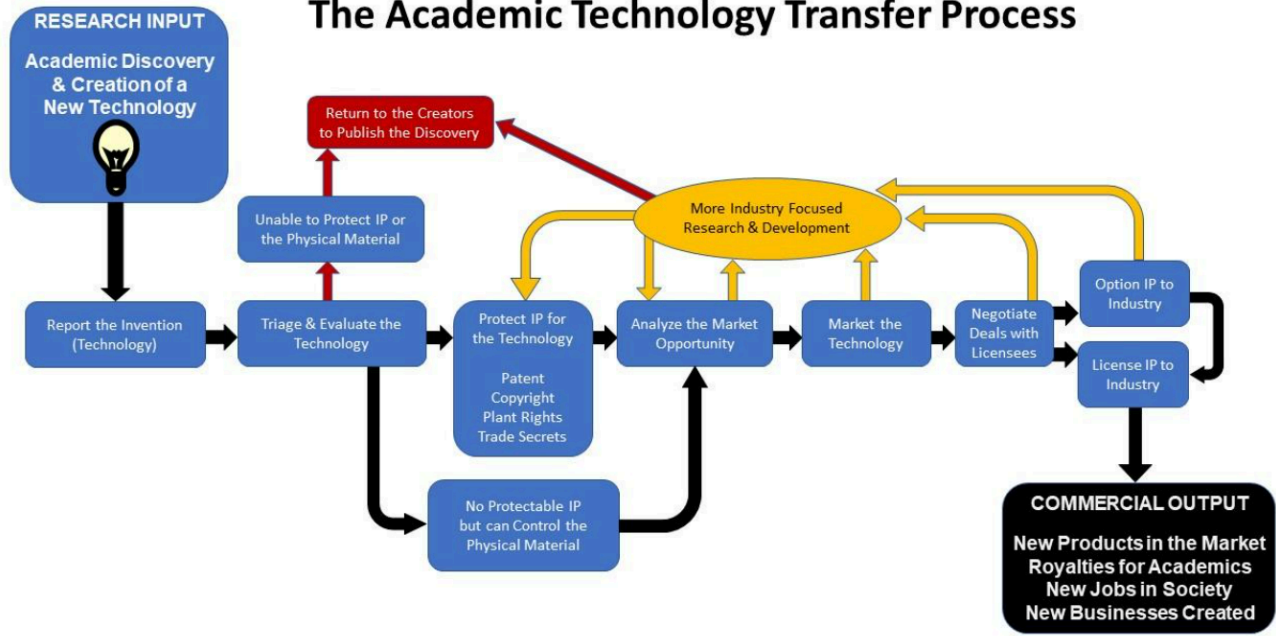 The Academic Technology Transfer Process
RESEARCH INPUT
Academic Discovery
& Creation of a
New Technology
Return to the Creators
to Publish the Discovery
Unable to Protect IP or
the Physical Material
More Industry Focused
Research & Development
Report the Invention
(Technology)
Triage & Evaluate the
Technology
Protect IP for
the Technology
Patent
Copyright
Plant Rights
Trade Secrets
Analyze the Market
Opportunity
Market the
Technology
Negotiate
Deals with
Licensees
Option IP to
Industry
License IP to
Industry
No Protectable IP
but can Control the
Physical Material
COMMERCIAL OUTPUT
New Products in the Market
Royalties for Academics
New Jobs in Society
New Businesses Created